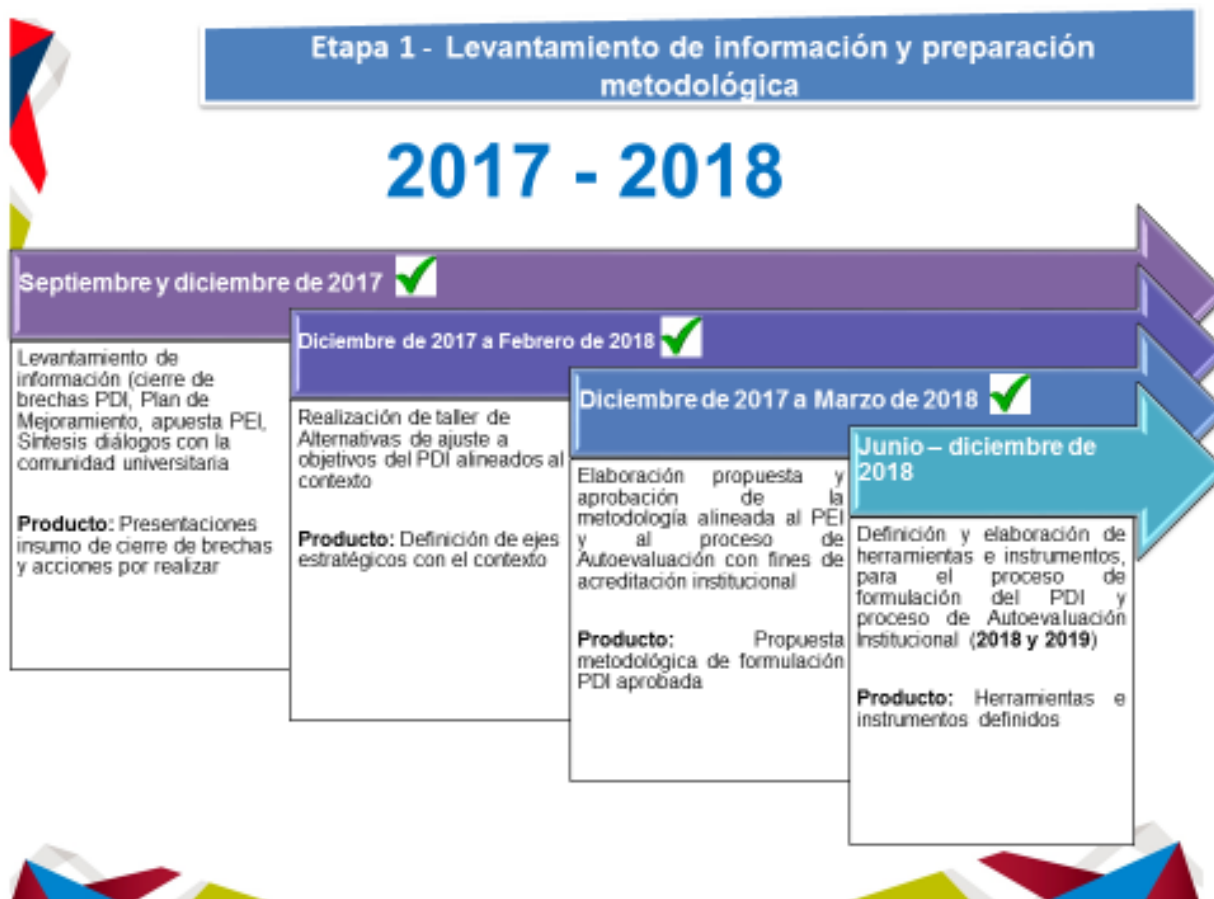 Etapa 1 - Levantamiento de información y preparación
metodológica
2017 - 2018
Septiembre y diciembre de 2017
Levantamiento de
información (cierre de
brechas PDI, Plan de
Mejoramiento, apuesta PEI,
Síntesis diálogos con la
comunidad universitaria
Producto: Presentaciones
insumo de cierre de brechas
y acciones por realizar
Diciembre de 2017 a Febrero de 2018
Realización de taller de
Alternativas de ajuste a
objetivos del PDI alineados al
contexto
Producto: Definición de ejes
estratégicos con el contexto
Diciembre de 2017 a Marzo de 2018
Elaboración propuesta y
aprobación de la
metodología alineada al PEI
y al proceso de
Autoevaluación con fines de
acreditación institucional
Producto: Propuesta
metodológica de formulación
PDI aprobada
Junio – diciembre de
2018
Definición y elaboración de
herramientas e instrumentos,
para el proceso de
formulación del PDI y
proceso de Autoevaluación
Institucional (2018 y 2019)
Producto: Herramientas e
instrumentos definidos